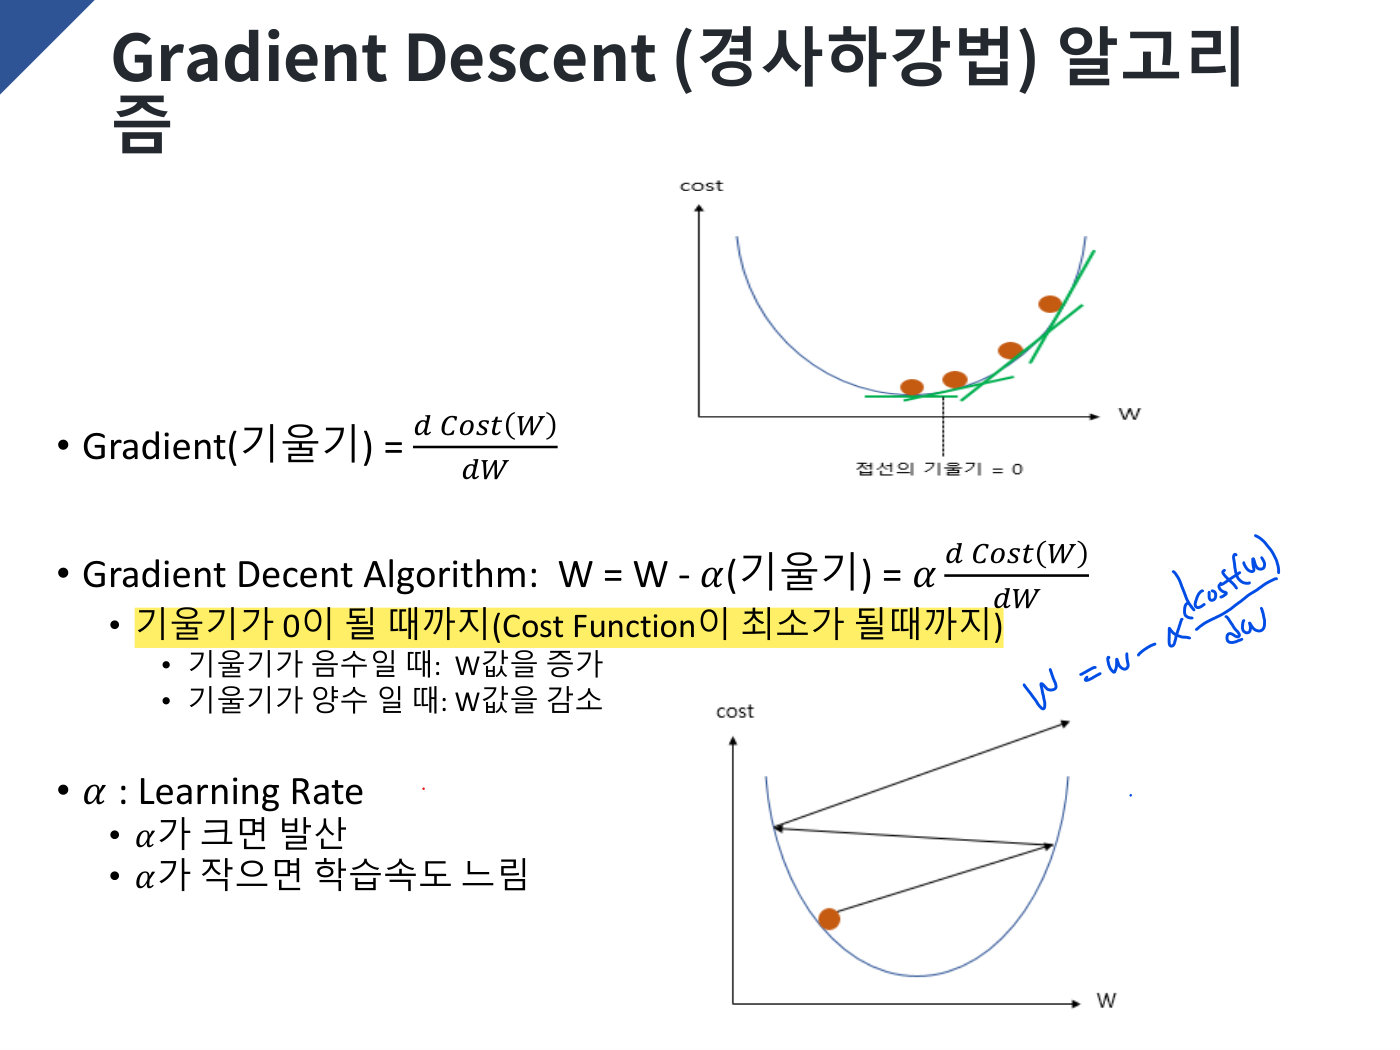 Gradient Descent (경사하강법) 알고리
즘
cost
W
접선의 기울기 = 0
• Gradient(기울기) = d Cost(W) / dW
• Gradient Decent Algorithm: W = W - α(기울기) = α d Cost(W) / dW
• 기울기가 0이 될 때까지(Cost Function이 최소가 될때까지)
• 기울기가 음수일 때: W값을 증가
• 기울기가 양수 일 때: W값을 감소
W = w - α dcost(w) / dw
• α : Learning Rate
• α가 크면 발산
• α가 작으면 학습속도 느림
cost
W